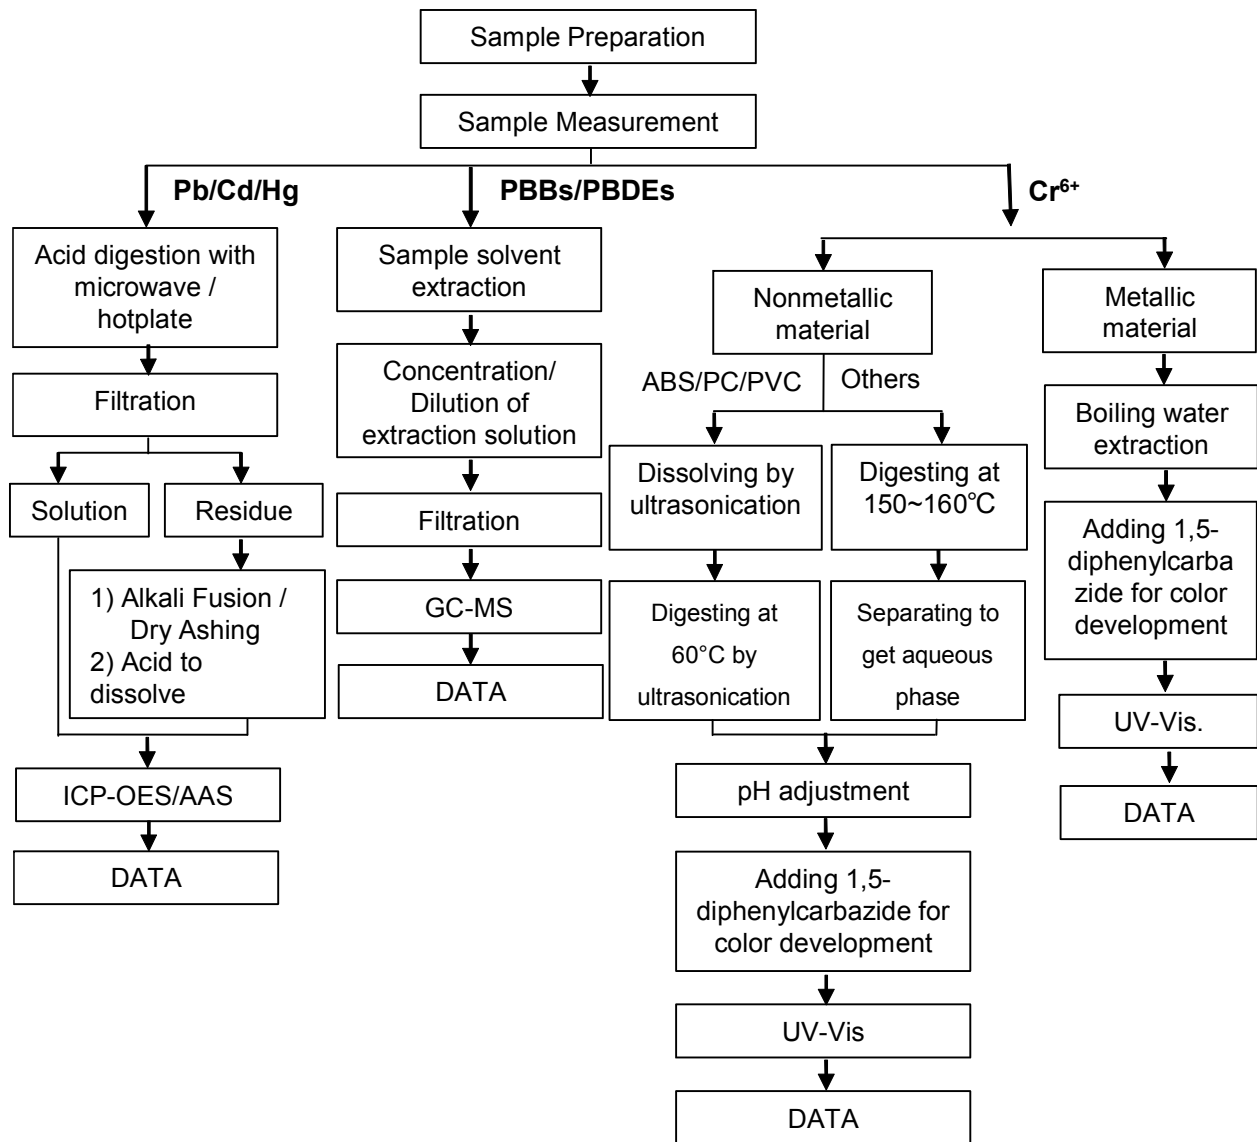 Sample Preparation
Sample Measurement
Pb/Cd/Hg
PBBs/PBDEs
Cr⁶⁺
Acid digestion with
microwave /
hotplate
Filtration
Solution
Residue
1) Alkali Fusion /
Dry Ashing
2) Acid to
dissolve
ICP-OES/AAS
DATA
Sample solvent
extraction
Concentration/
Dilution of
extraction solution
Filtration
GC-MS
DATA
Nonmetallic
material
ABS/PC/PVC
Others
Dissolving by
ultrasonication
Digesting at
60°C by
ultrasonication
Digesting at
150~160℃
Separating to
get aqueous
phase
pH adjustment
Adding 1,5-
diphenylcarbazide for
color development
UV-Vis
DATA
Metallic
material
Boiling water
extraction
Adding 1,5-
diphenylcarba
zide for color
development
UV-Vis.
DATA